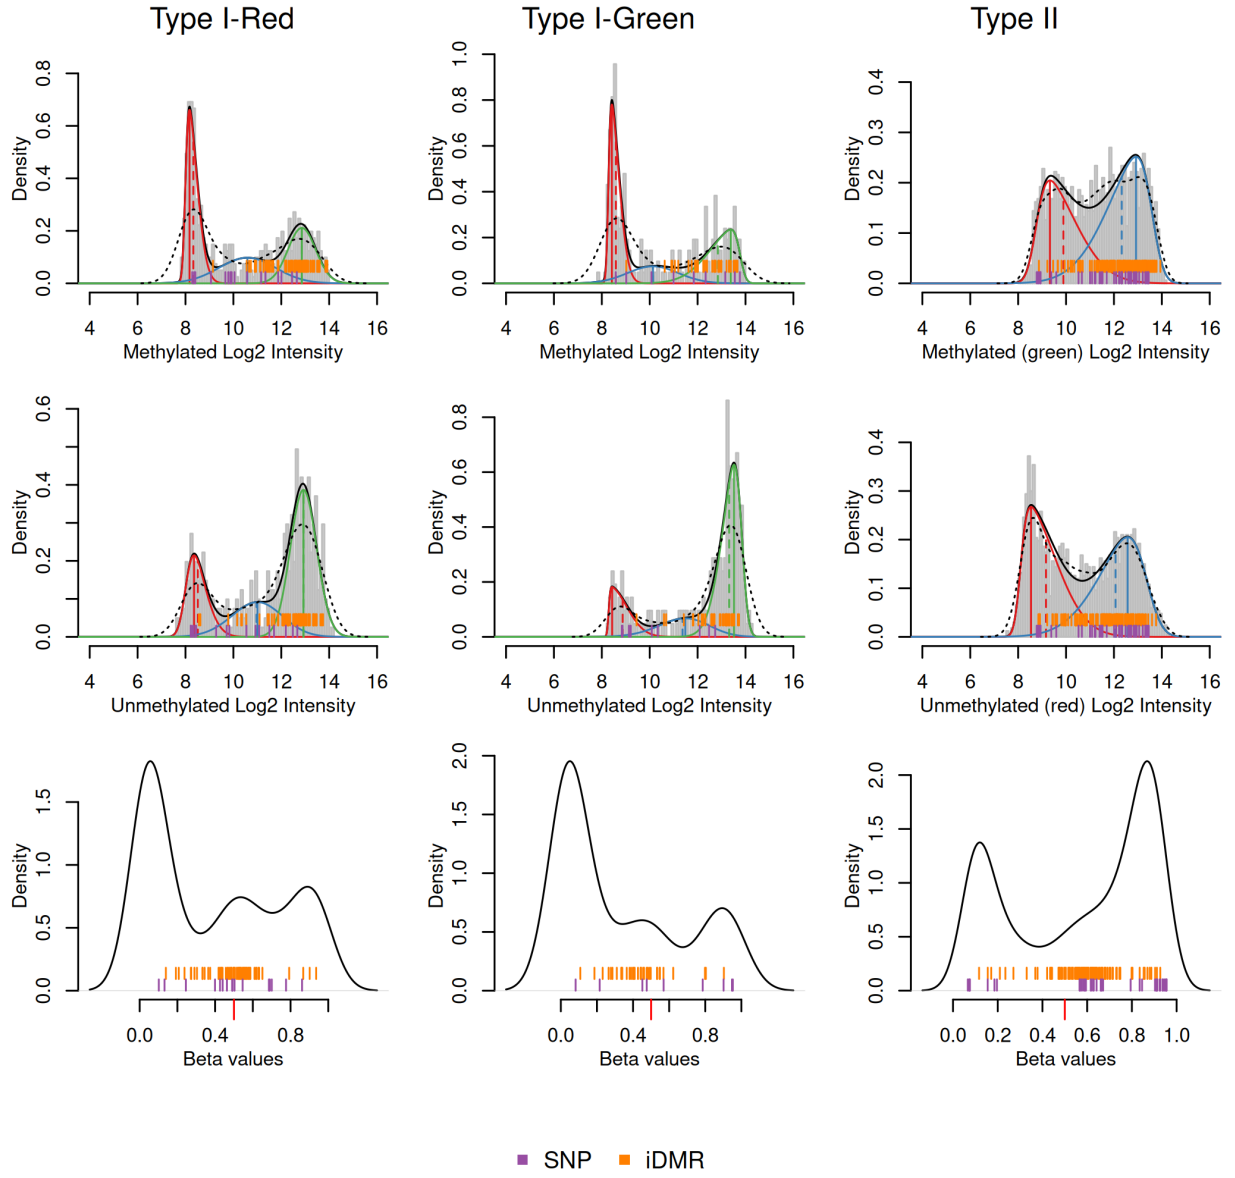 Type I-Red Type I-Green Type II
Density 0.0 0.2 0.4 0.6 0.8
4 6 8 10 12 14 16
Methylated Log2 Intensity
Density 0.0 0.2 0.4 0.6 0.8 1.0
4 6 8 10 12 14 16
Methylated Log2 Intensity
Density 0.0 0.1 0.2 0.3 0.4
4 6 8 10 12 14 16
Methylated (green) Log2 Intensity
Density 0.0 0.2 0.4 0.6
4 6 8 10 12 14 16
Unmethylated Log2 Intensity
Density 0.0 0.2 0.4 0.6 0.8
4 6 8 10 12 14 16
Unmethylated Log2 Intensity
Density 0.0 0.1 0.2 0.3 0.4
4 6 8 10 12 14 16
Unmethylated (red) Log2 Intensity
Density 0.0 0.5 1.0 1.5
0.0 0.4 0.8
Beta values
Density 0.0 0.5 1.0 1.5 2.0
0.0 0.4 0.8
Beta values
Density 0.0 0.5 1.0 1.5 2.0
0.0 0.2 0.4 0.6 0.8 1.0
Beta values
SNP iDMR